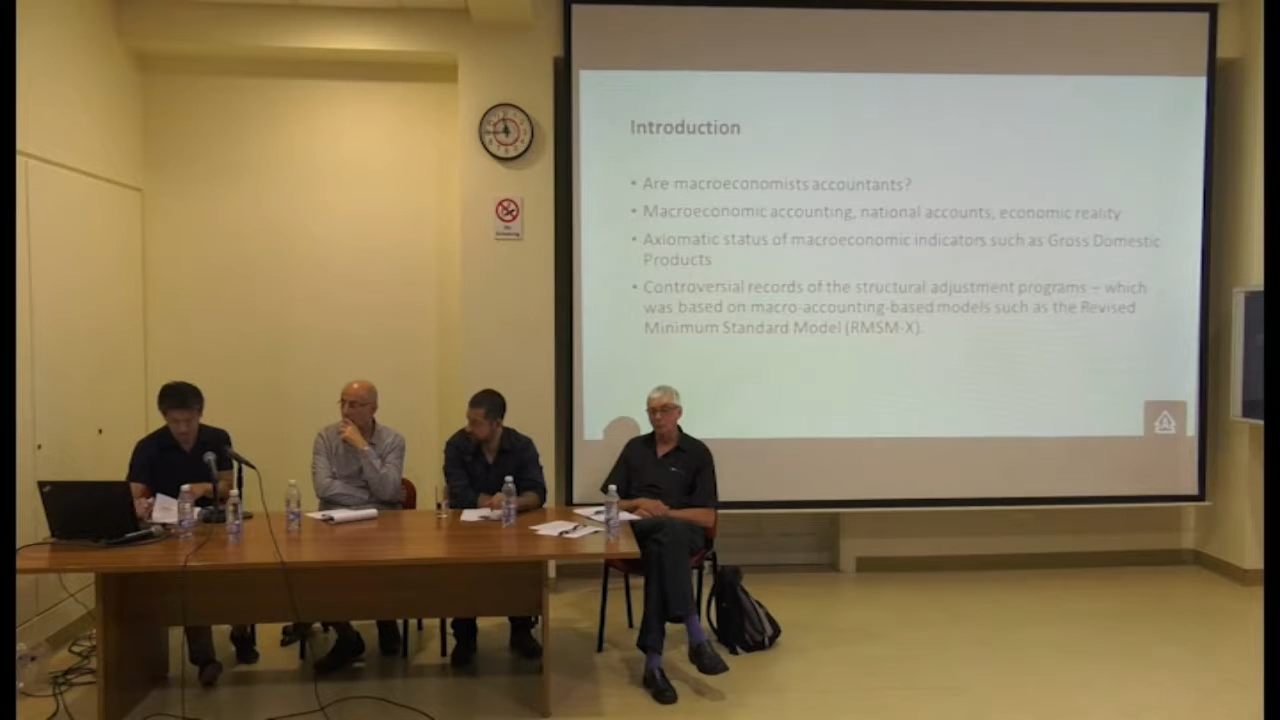 Introduction
• Are macroeconomists accountants?
• Macroeconomic accounting, national accounts, economic reality
• Axiomatic status of macroeconomic indicators such as Gross Domestic
Products
• Controversial records of the structural adjustment programs – which
was based on macro-accounting-based models such as the Revised
Minimum Standard Model (RMSM-X).
No
Smoking